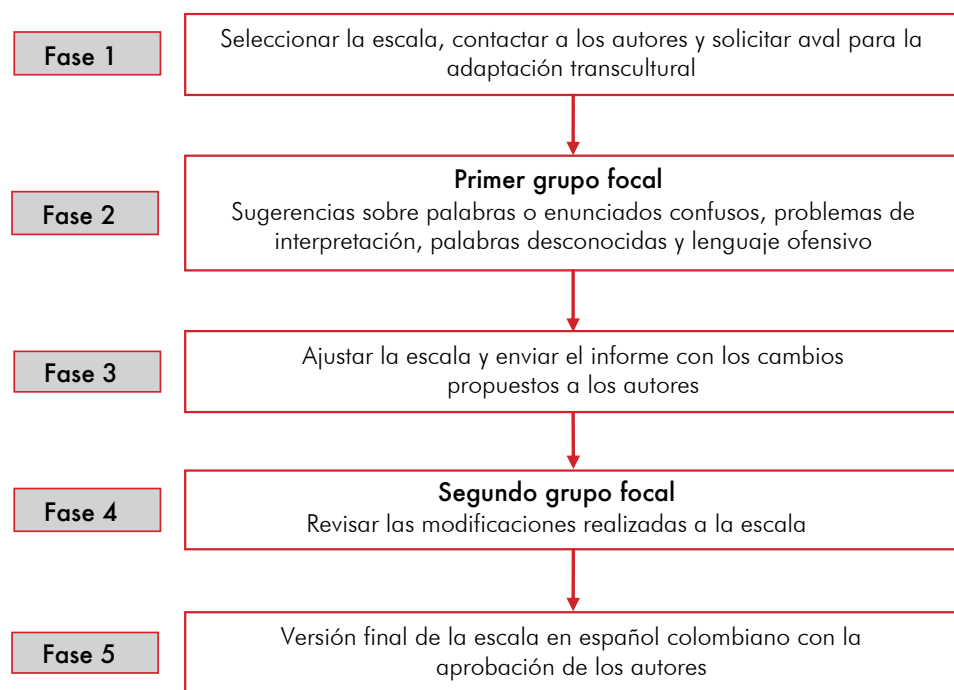 Fase 1
Seleccionar la escala, contactar a los autores y solicitar aval para la
adaptación transcultural
Fase 2
Primer grupo focal
Sugerencias sobre palabras o enunciados confusos, problemas de
interpretación, palabras desconocidas y lenguaje ofensivo
Fase 3
Ajustar la escala y enviar el informe con los cambios
propuestos a los autores
Fase 4
Segundo grupo focal
Revisar las modificaciones realizadas a la escala
Fase 5
Versión final de la escala en español colombiano con la
aprobación de los autores